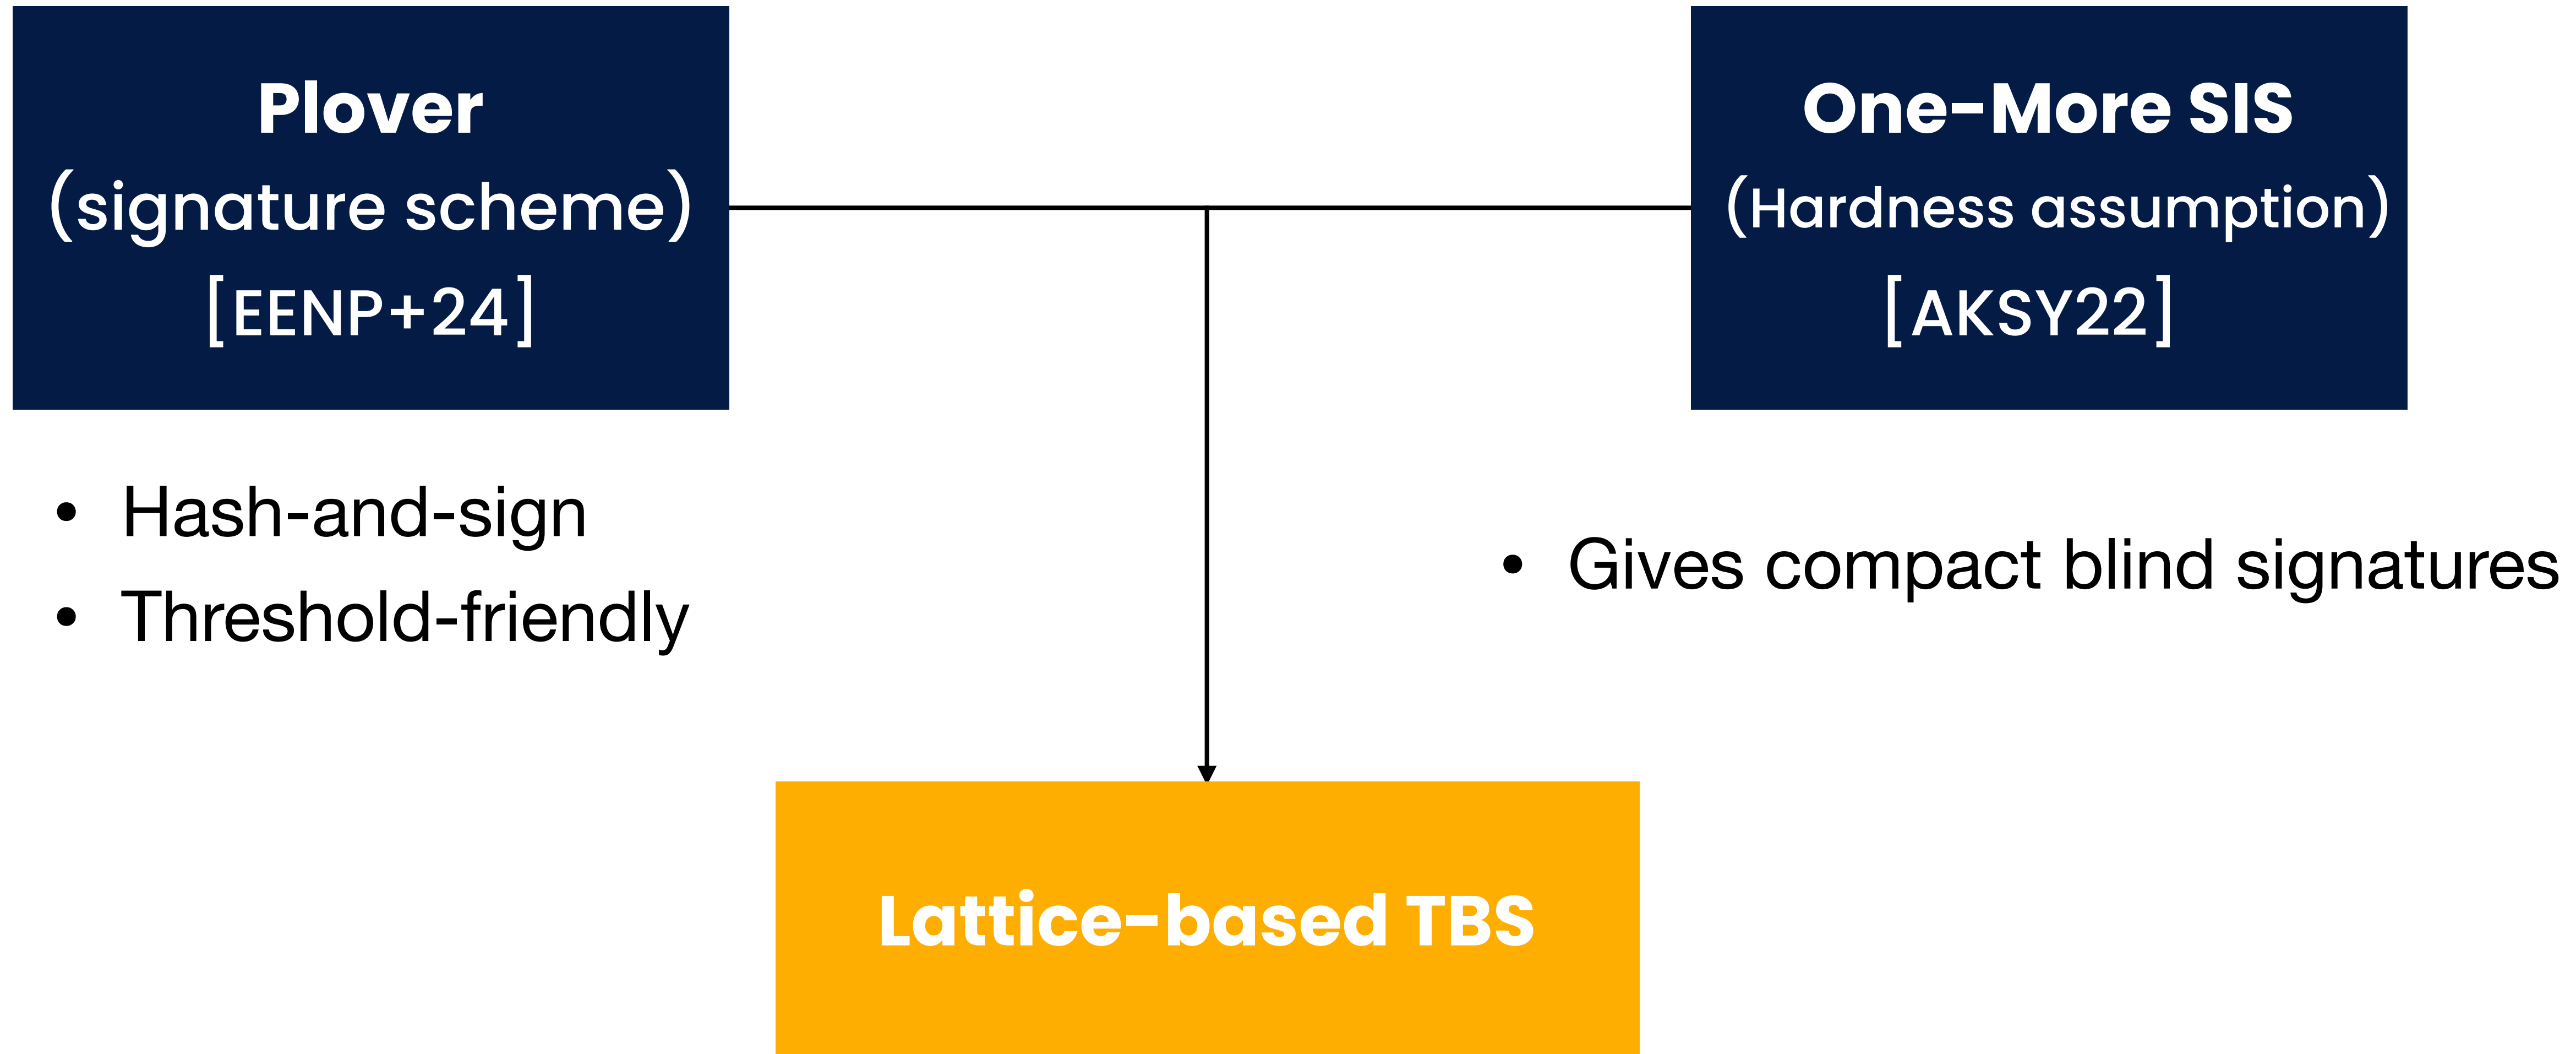 Plover
(signature scheme)
[EENP+24]
One-More SIS
(Hardness assumption)
[AKSY22]
• Hash-and-sign
• Threshold-friendly
• Gives compact blind signatures
Lattice-based TBS